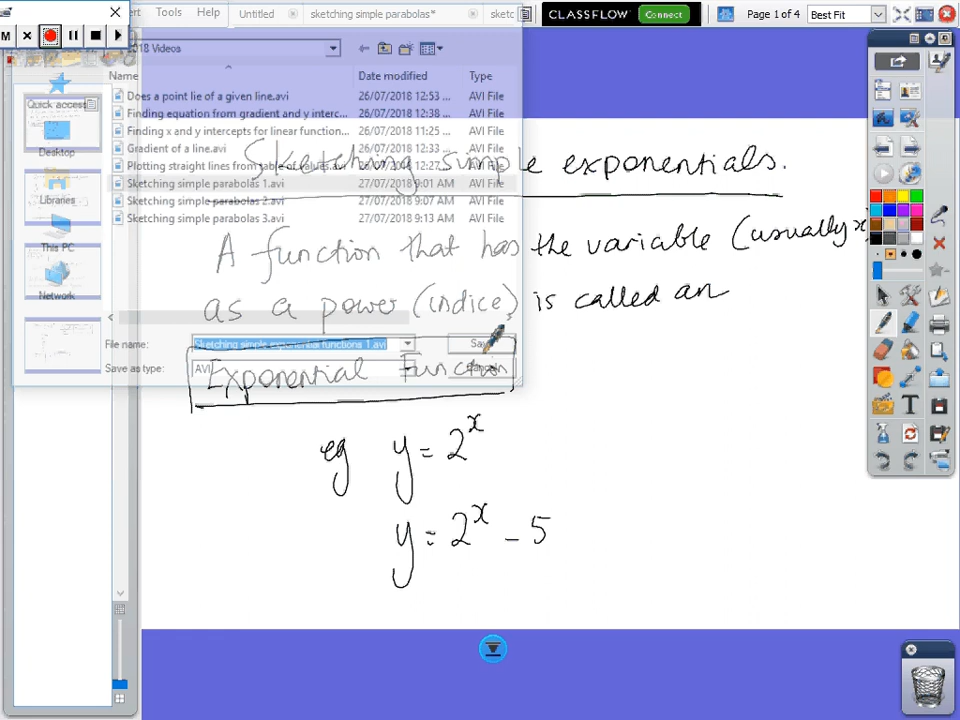 ert Tools Help Untitled sketching simple parabolas* sketc CLASSFLOW Connect Page 1 of 4 Best Fit
M
2018 Videos
Name Date modified Type
Quick access
Desktop
Libraries
This PC
Network
Does a point lie of a given line.avi 26/07/2018 12:53 ... AVI File
Finding equation from gradient and y interc... 26/07/2018 12:38 ... AVI File
Finding x and y intercepts for linear function... 26/07/2018 11:25 ... AVI File
Gradient of a line.avi 26/07/2018 12:33 ... AVI File
Plotting straight lines from table of values.avi 26/07/2018 12:27 ... AVI File
Sketching simple parabolas 1.avi 27/07/2018 9:01 AM AVI File
Sketching simple parabolas 2.avi 27/07/2018 9:07 AM AVI File
Sketching simple parabolas 3.avi 27/07/2018 9:13 AM AVI File
File name: Sketching simple exponential functions 1.avi Save
Save as type: AVI Cancel
Sketching simple exponentials.
A function that has the variable (usually x)
as a power (indice) is called an
Exponential Function
eg y = 2^x
y = 2^x - 5
T